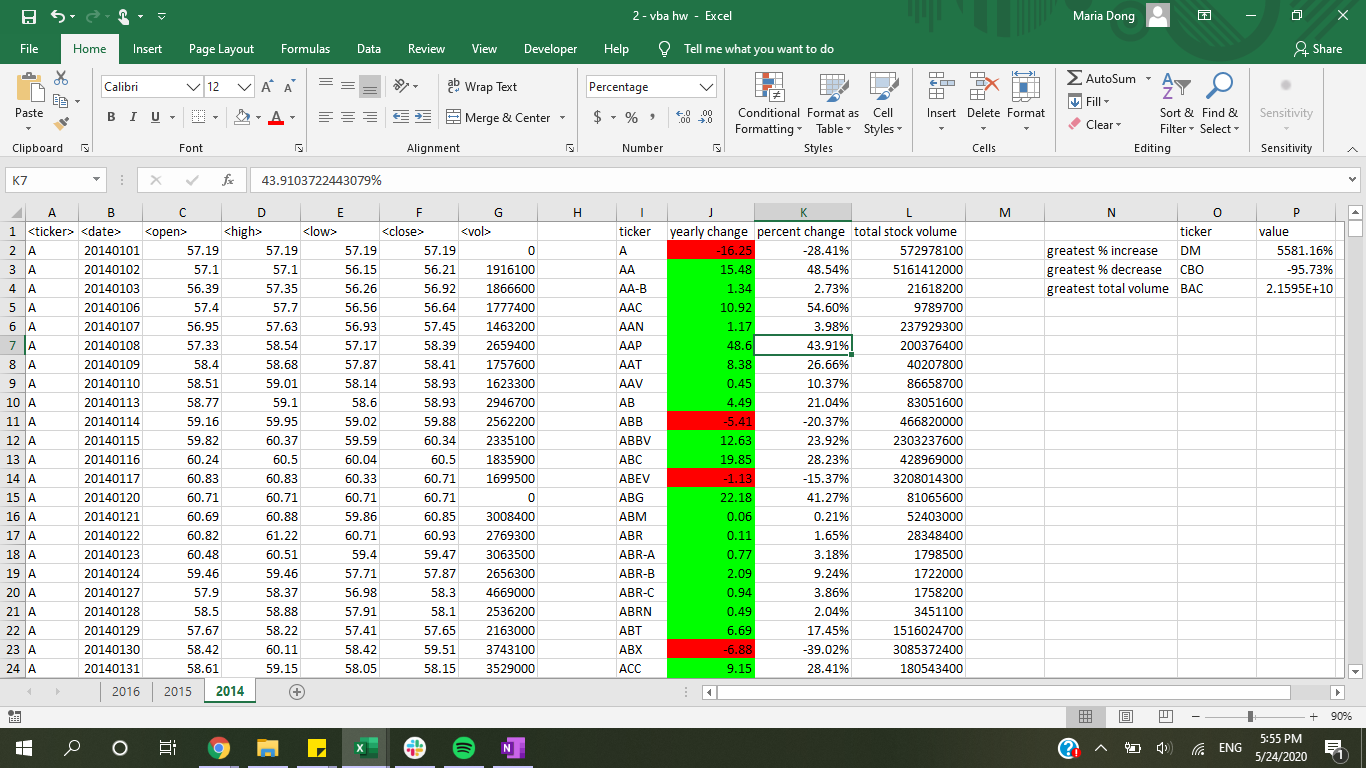 2 - vba hw - Excel Maria Dong
File Home Insert Page Layout Formulas Data Review View Developer Help Tell me what you want to do Share
Calibri 12 Wrap Text Percentage AutoSum
Paste B I U Merge & Center $ % , Conditional Formatting Format as Table Cell Styles Insert Delete Format Fill Clear Sort & Filter Find & Select Sensitivity
Clipboard Font Alignment Number Styles Cells Editing Sensitivity
K7 fx 43.9103722443079%
A B C D E F G H I J K L M N O P
1 <ticker> <date> <open> <high> <low> <close> <vol> ticker yearly change percent change total stock volume ticker value
2 A 20140101 57.19 57.19 57.19 57.19 0 A -16.25 -28.41% 572978100 greatest % increase DM 5581.16%
3 A 20140102 57.1 57.1 56.15 56.21 1916100 AA 15.48 48.54% 5161412000 greatest % decrease CBO -95.73%
4 A 20140103 56.39 57.35 56.26 56.92 1866600 AA-B 1.34 2.73% 21618200 greatest total volume BAC 2.1595E+10
5 A 20140106 57.4 57.7 56.56 56.64 1777400 AAC 10.92 54.60% 9789700
6 A 20140107 56.95 57.63 56.93 57.45 1463200 AAN 1.17 3.98% 237929300
7 A 20140108 57.33 58.54 57.17 58.39 2659400 AAP 48.6 43.91% 200376400
8 A 20140109 58.4 58.68 57.87 58.41 1757600 AAT 8.38 26.66% 40207800
9 A 20140110 58.51 59.01 58.14 58.93 1623300 AAV 0.45 10.37% 86658700
10 A 20140113 58.77 59.1 58.6 58.93 2946700 AB 4.49 21.04% 83051600
11 A 20140114 59.16 59.95 59.02 59.88 2562200 ABB -5.41 -20.37% 466820000
12 A 20140115 59.82 60.37 59.59 60.34 2335100 ABBV 12.63 23.92% 2303237600
13 A 20140116 60.24 60.5 60.04 60.5 1835900 ABC 19.85 28.23% 428969000
14 A 20140117 60.83 60.83 60.33 60.71 1699500 ABEV -1.13 -15.37% 3208014300
15 A 20140120 60.71 60.71 60.71 60.71 0 ABG 22.18 41.27% 81065600
16 A 20140121 60.69 60.88 59.86 60.85 3008400 ABM 0.06 0.21% 52403000
17 A 20140122 60.82 61.22 60.71 60.93 2769300 ABR 0.11 1.65% 28348400
18 A 20140123 60.48 60.51 59.4 59.47 3063500 ABR-A 0.77 3.18% 1798500
19 A 20140124 59.46 59.46 57.71 57.87 2656300 ABR-B 2.09 9.24% 1722000
20 A 20140127 57.9 58.37 56.98 58.3 4669000 ABR-C 0.94 3.86% 1758200
21 A 20140128 58.5 58.88 57.91 58.1 2536200 ABRN 0.49 2.04% 3451100
22 A 20140129 57.67 58.22 57.41 57.65 2163000 ABT 6.69 17.45% 1516024700
23 A 20140130 58.42 60.11 58.42 59.51 3743100 ABX -6.88 -39.02% 3085372400
24 A 20140131 58.61 59.15 58.05 58.15 3529000 ACC 9.15 28.41% 180543400
2016 2015 2014
90%
ENG 5:55 PM
5/24/2020 1